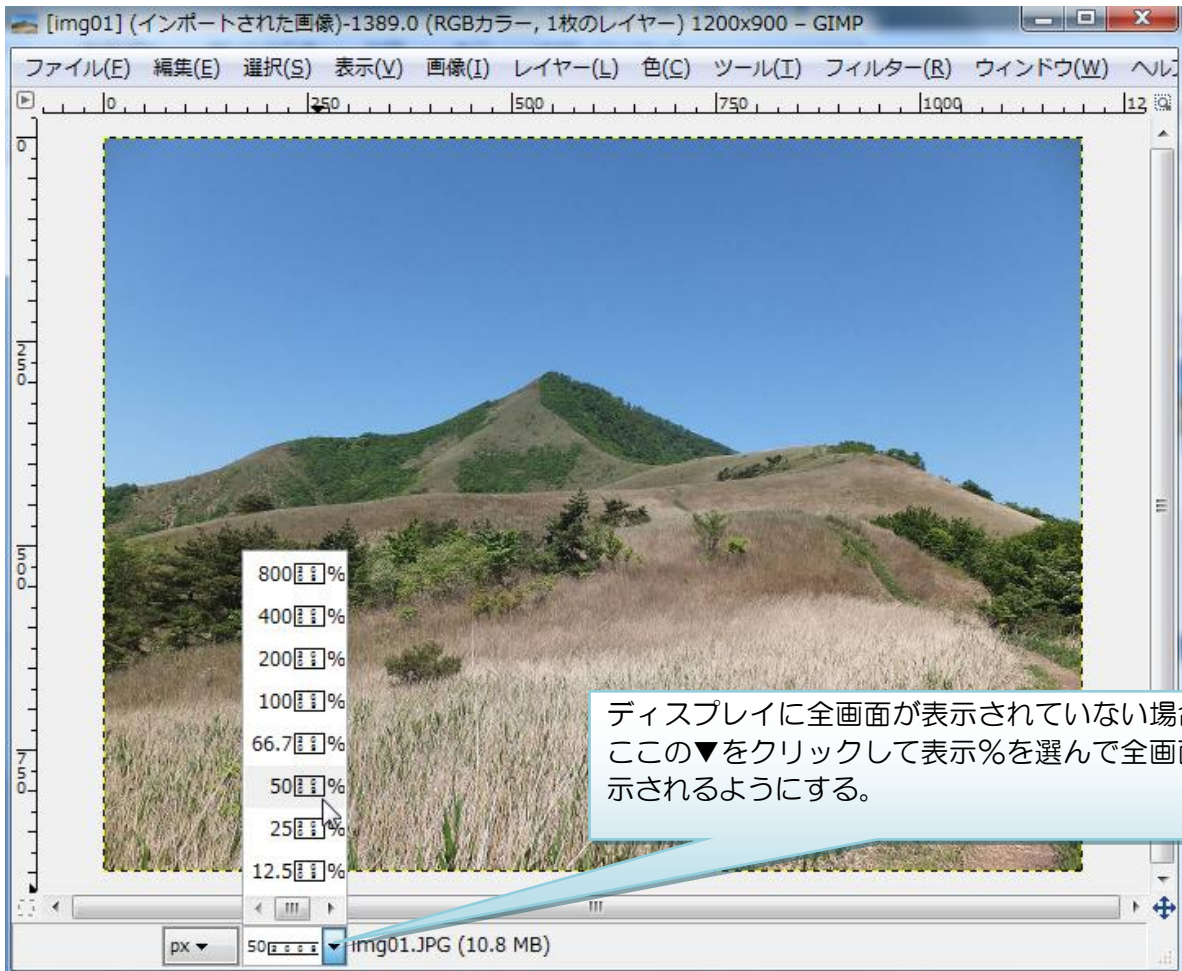 [img01] (インポートされた画像)-1389.0 (RGBカラー, 1枚のレイヤー) 1200x900 – GIMP
ファイル(F) 編集(E) 選択(S) 表示(V) 画像(I) レイヤー(L) 色(C) ツール(T) フィルター(R) ウィンドウ(W) ヘル
0 250 500 750 1000 12
0
250
500
750
800%
400%
200%
100%
66.7%
50%
25%
12.5%
ディスプレイに全画面が表示されていない場合
ここの▼をクリックして表示%を選んで全画面
示されるようにする。
px 50 img01.JPG (10.8 MB)